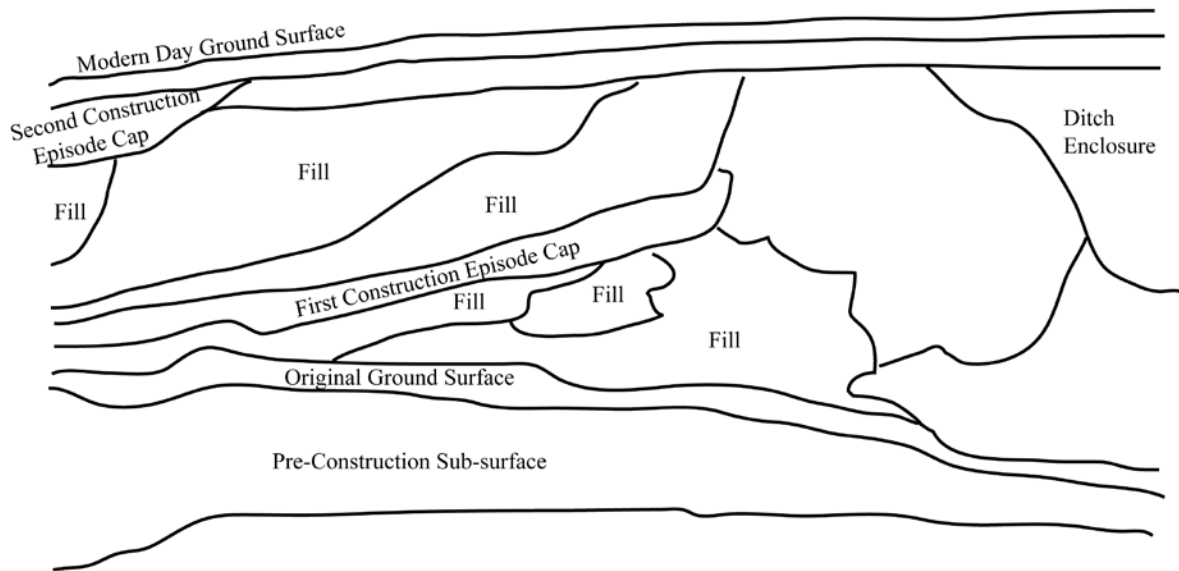 Modern Day Ground Surface
Second Construction
Episode Cap
Ditch
Enclosure
Fill
Fill
Fill
First Construction Episode Cap
Fill
Fill
Fill
Original Ground Surface
Pre-Construction Sub-surface